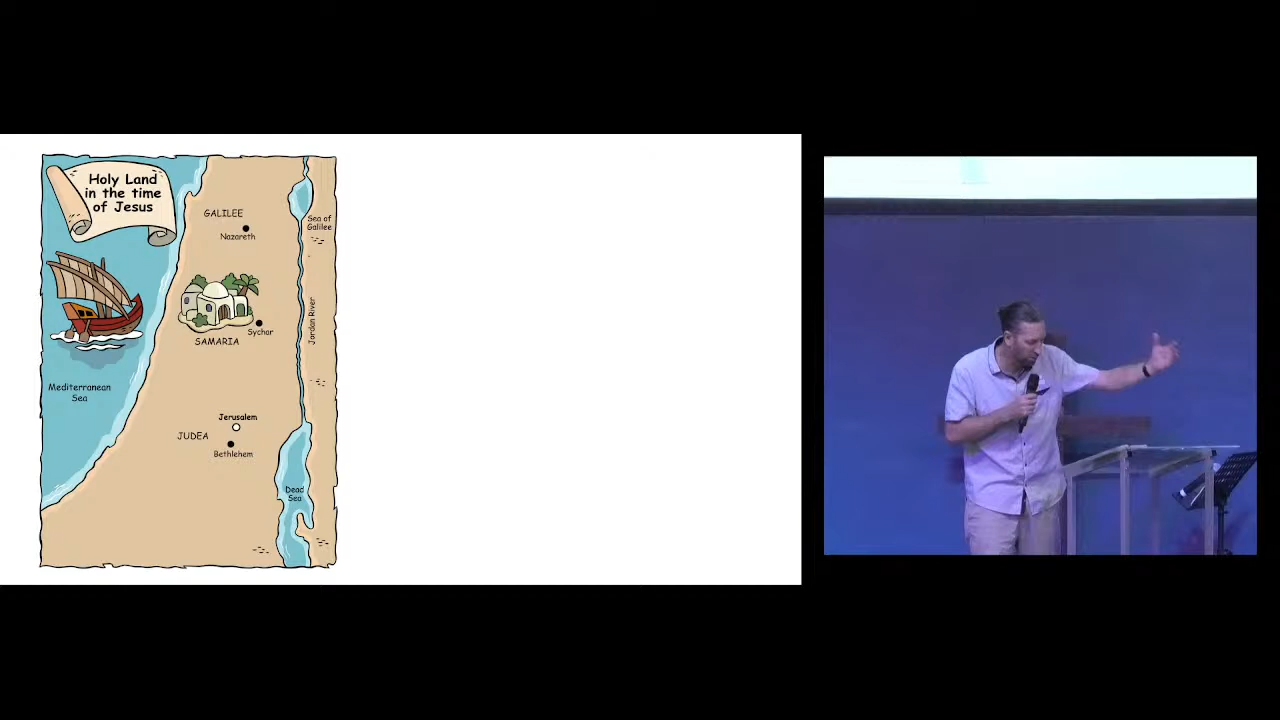 Holy Land
in the time
of Jesus
GALILEE
Nazareth
Sea of
Galilee
Jordan River
Sychar
SAMARIA
Mediterranean
Sea
Jerusalem
JUDEA
Bethlehem
Dead
Sea